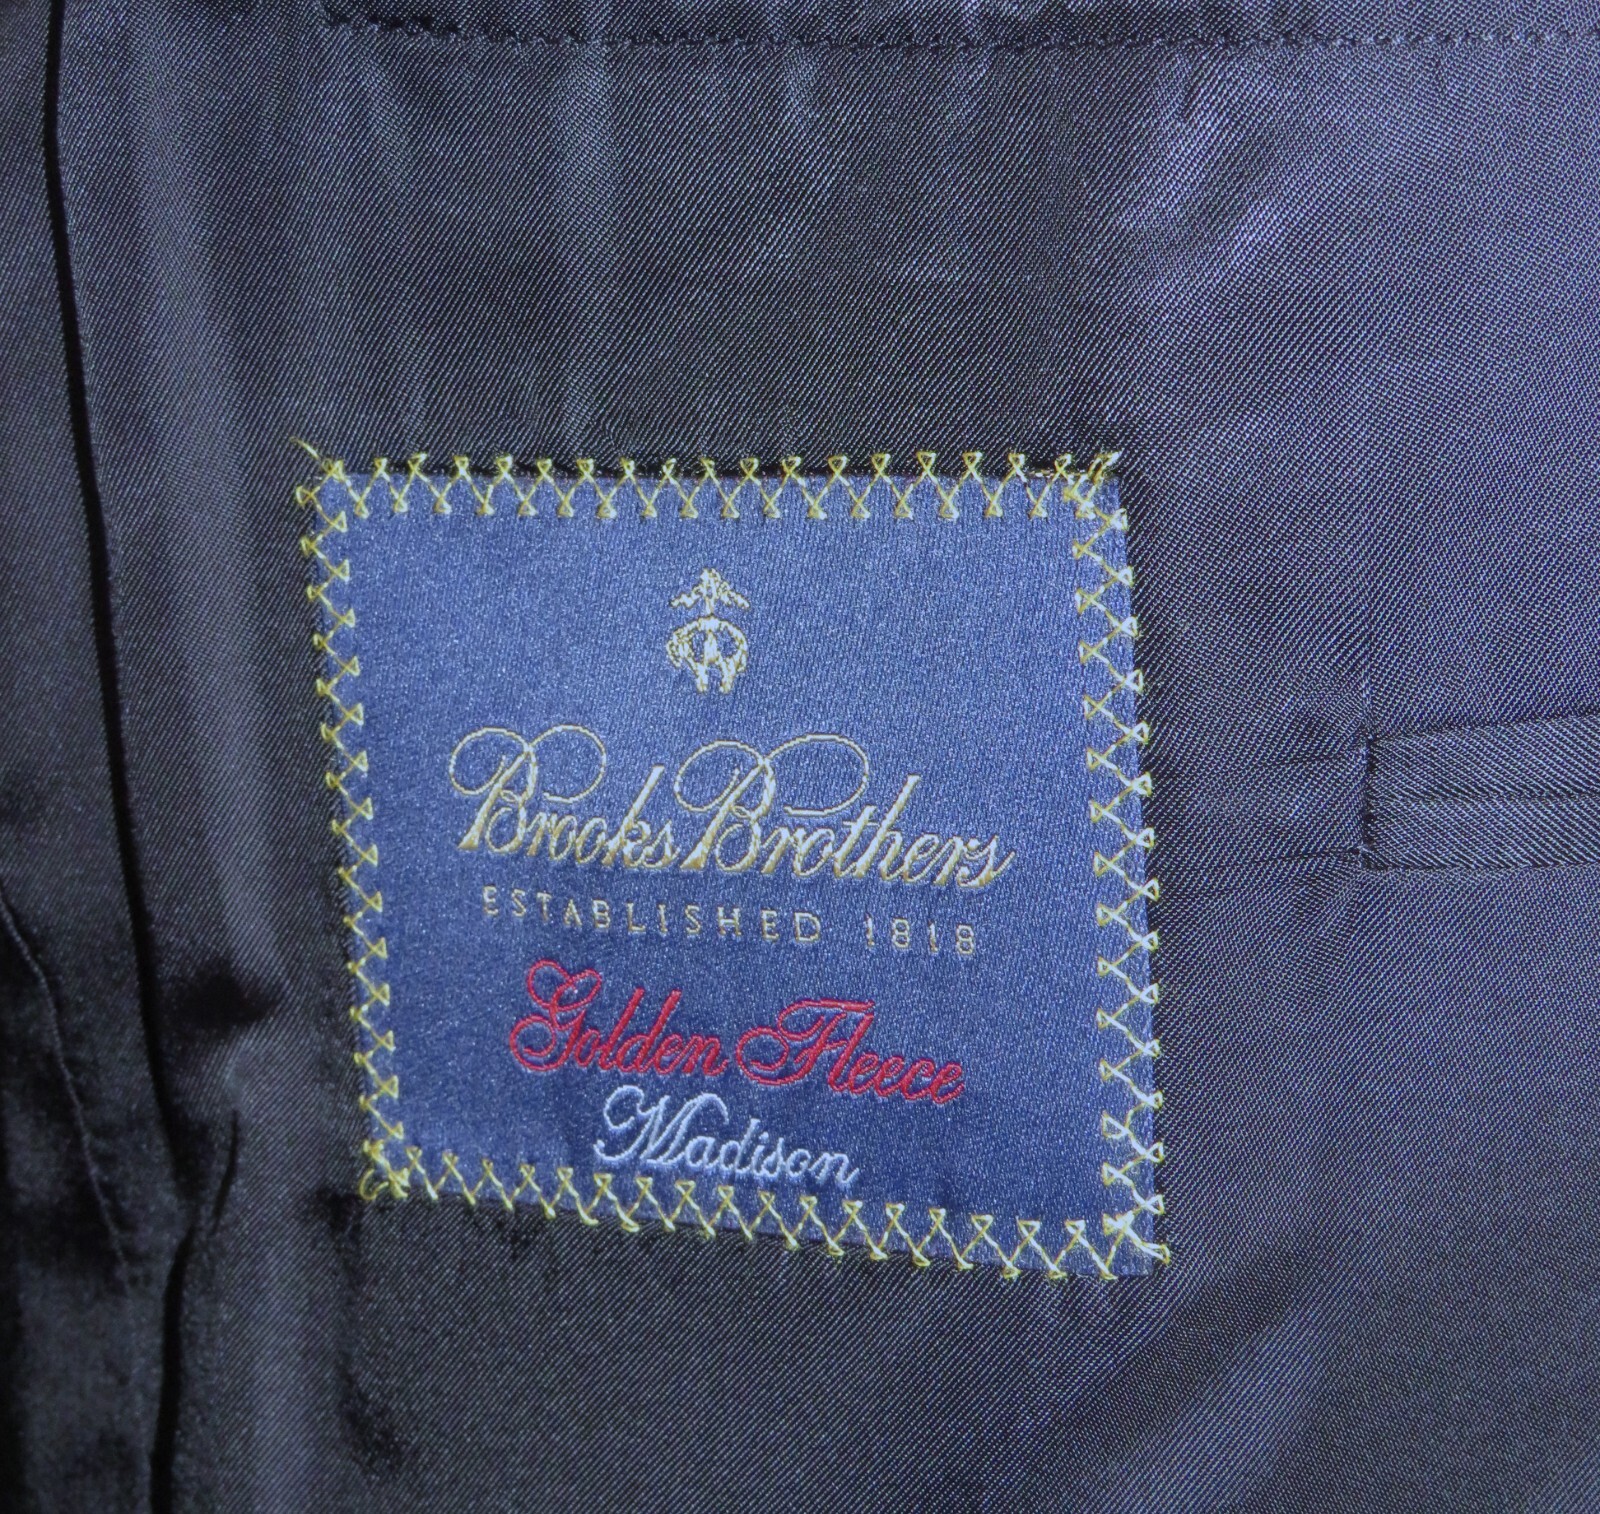 Brooks Brothers
ESTABLISHED 1818
Golden Fleece
Madison